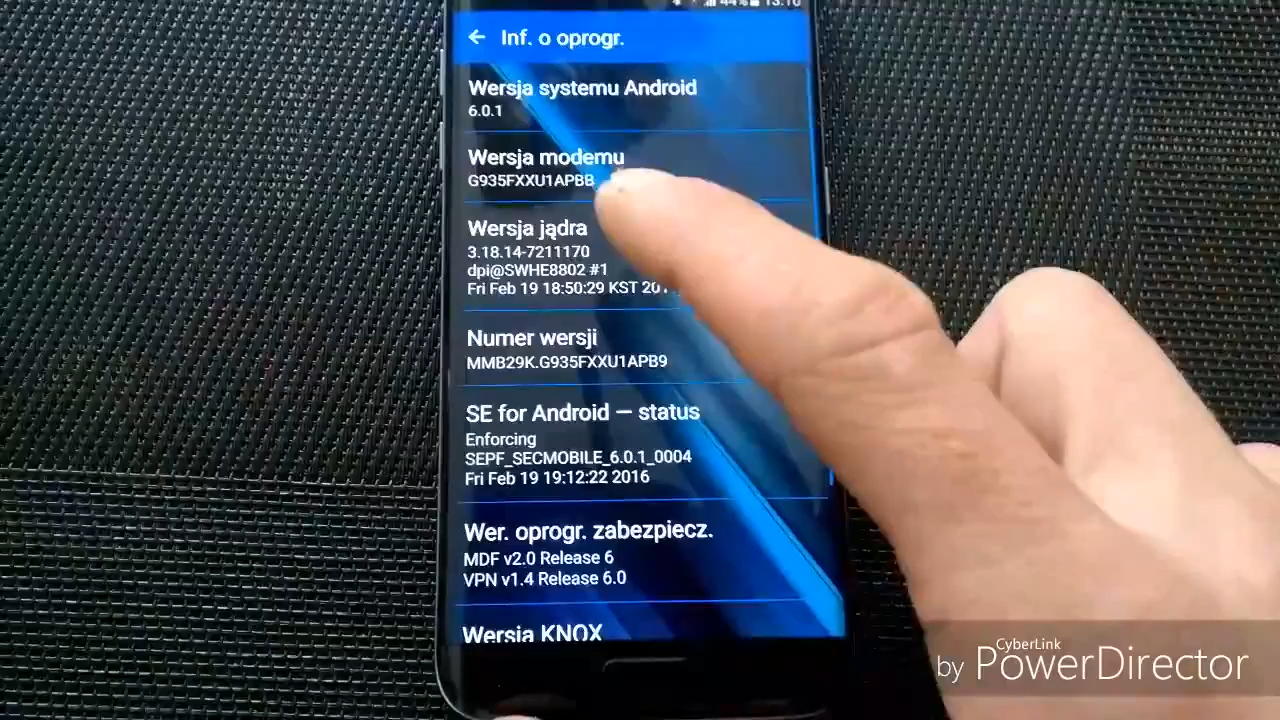 44% 13:10
Inf. o oprogr.
Wersja systemu Android
6.0.1
Wersja modemu
G935FXXU1APBB
Wersja jądra
3.18.14-7211170
dpi@SWHE8802 #1
Fri Feb 19 18:50:29 KST
Numer wersji
MMB29K.G935FXXU1APB9
SE for Android — status
Enforcing
SEPF_SECMOBILE_6.0.1_0004
Fri Feb 19 19:12:22 2016
Wer. oprogr. zabezpiecz.
MDF v2.0 Release 6
VPN v1.4 Release 6.0
Wersja KNOX
CyberLink
by PowerDirector